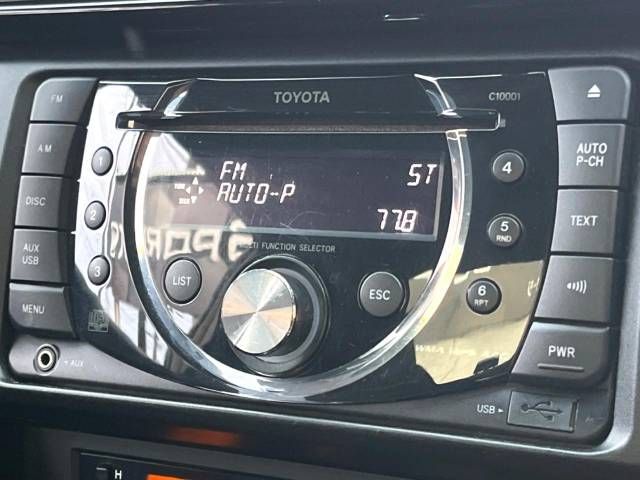 TOYOTA
C10001
FM
AM
DISC
AUX
USB
MENU
1
2
3
FM
ST
AUTO-P
77.8
MULTI FUNCTION SELECTOR
LIST
ESC
4
5
RND
6
RPT
AUTO
P-CH
TEXT
PWR
AUX
USB
H